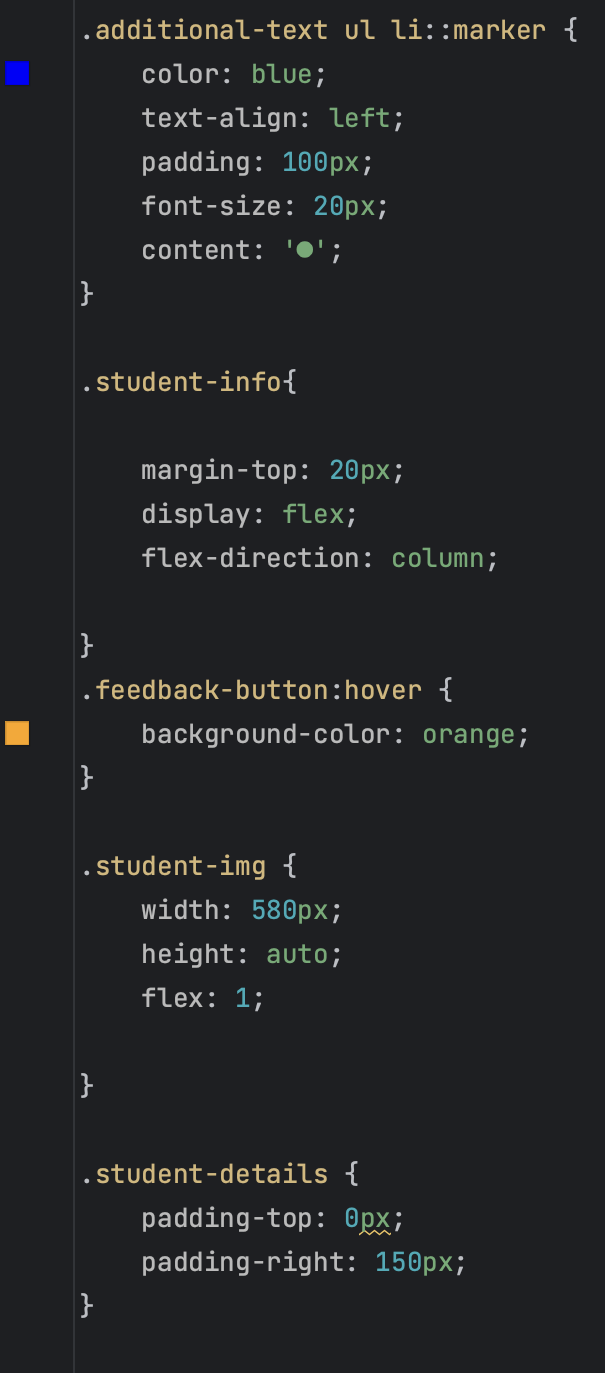 .additional-text ul li::marker {
    color: blue;
    text-align: left;
    padding: 100px;
    font-size: 20px;
    content: '●';
}

.student-info{

    margin-top: 20px;
    display: flex;
    flex-direction: column;

}
.feedback-button:hover {
    background-color: orange;
}

.student-img {
    width: 580px;
    height: auto;
    flex: 1;

}

.student-details {
    padding-top: 0px;
    padding-right: 150px;
}